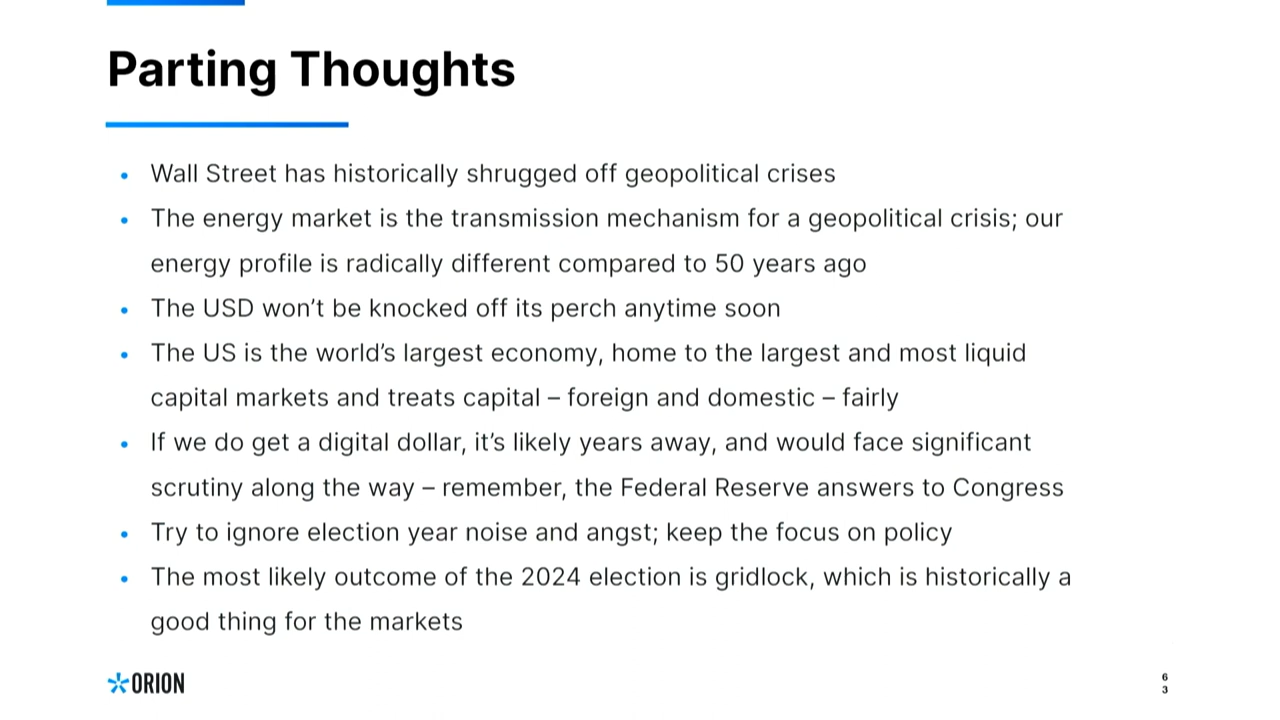 Parting Thoughts
• Wall Street has historically shrugged off geopolitical crises
• The energy market is the transmission mechanism for a geopolitical crisis; our
energy profile is radically different compared to 50 years ago
• The USD won’t be knocked off its perch anytime soon
• The US is the world’s largest economy, home to the largest and most liquid
capital markets and treats capital – foreign and domestic – fairly
• If we do get a digital dollar, it’s likely years away, and would face significant
scrutiny along the way – remember, the Federal Reserve answers to Congress
• Try to ignore election year noise and angst; keep the focus on policy
• The most likely outcome of the 2024 election is gridlock, which is historically a
good thing for the markets
ORION
6
3